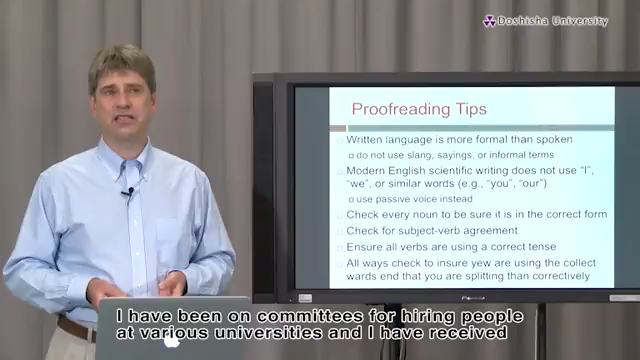 Doshisha University
Proofreading Tips
Written language is more formal than spoken
do not use slang, sayings, or informal terms
Modern English scientific writing does not use "I",
"we", or similar words (e.g., "you", "our")
use passive voice instead
Check every noun to be sure it is in the correct form
Check for subject-verb agreement
Ensure all verbs are using a correct tense
All ways check to insure yew are using the collect
wards end that you are splitting than correctively
I have been on committees for hiring people
at various universities and I have received